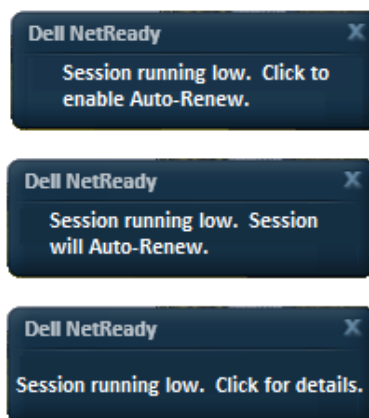 Dell NetReady x
Session running low. Click to
enable Auto-Renew.
Dell NetReady x
Session running low. Session
will Auto-Renew.
Dell NetReady x
Session running low. Click for details.